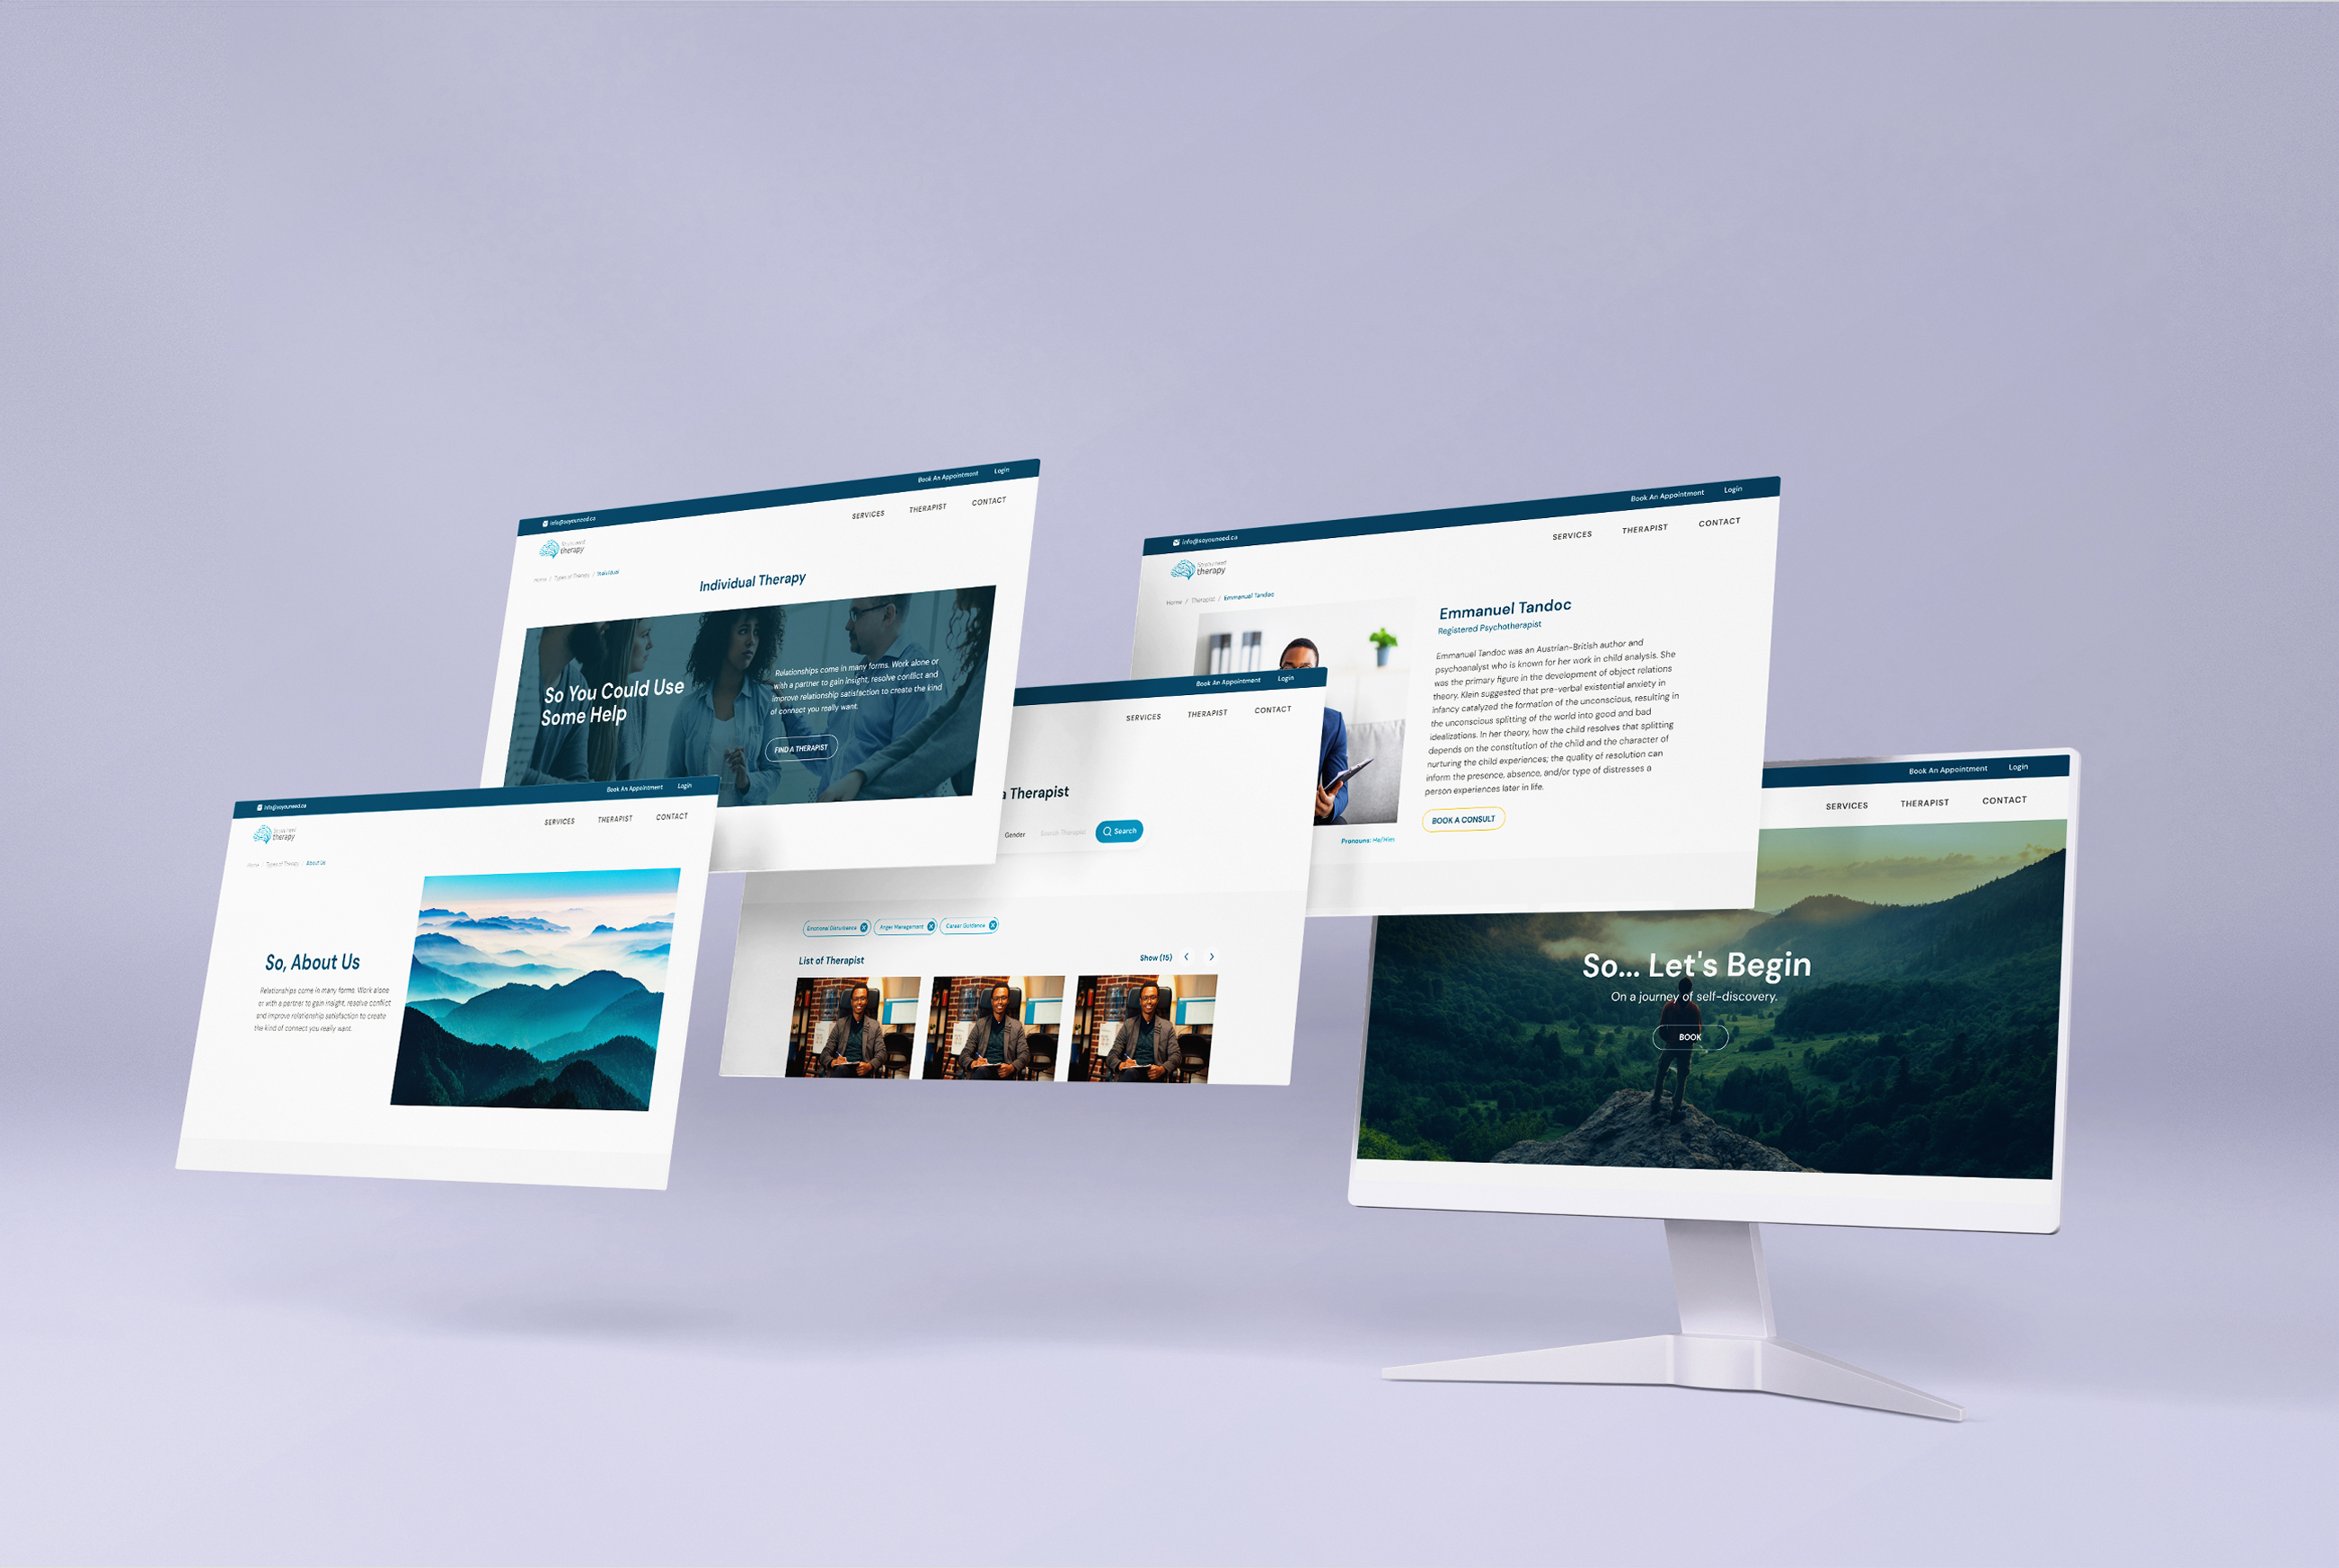 info@soyouneed.ca
Book An Appointment Login
So you need
therapy
SERVICES THERAPIST CONTACT
Home / Types of Therapy / Individual
Individual Therapy
So You Could Use
Some Help
Relationships come in many forms. Work alone or
with a partner to gain insight, resolve conflict and
improve relationship satisfaction to create the kind
of connect you really want.
FIND A THERAPIST
info@soyouneed.ca
Book An Appointment Login
So you need
therapy
SERVICES THERAPIST CONTACT
Home / Therapist / Emmanuel Tandoc
Emmanuel Tandoc
Registered Psychotherapist
Emmanuel Tandoc was an Austrian-British author and
psychoanalyst who is known for her work in child analysis. She
was the primary figure in the development of object relations
theory. Klein suggested that pre-verbal existential anxiety in
infancy catalyzed the formation of the unconscious, resulting in
the unconscious splitting of the world into good and bad
idealizations. In her theory, how the child resolves that splitting
depends on the constitution of the child and the character of
nurturing the child experiences; the quality of resolution can
inform the presence, absence, and/or type of distresses a
person experiences later in life.
BOOK A CONSULT
Pronouns: He/Him
info@soyouneed.ca
Book An Appointment Login
So you need
therapy
SERVICES THERAPIST CONTACT
Home / Types of Therapy / About Us
So, About Us
Relationships come in many forms. Work alone
or with a partner to gain insight, resolve conflict
and improve relationship satisfaction to create
the kind of connect you really want.
Book An Appointment Login
SERVICES THERAPIST CONTACT
a Therapist
Gender Search Therapist Search
Emotional Disturbance Anger Management Career Guidance
List of Therapist
Show (15)
Book An Appointment Login
SERVICES THERAPIST CONTACT
So... Let's Begin
On a journey of self-discovery.
BOOK